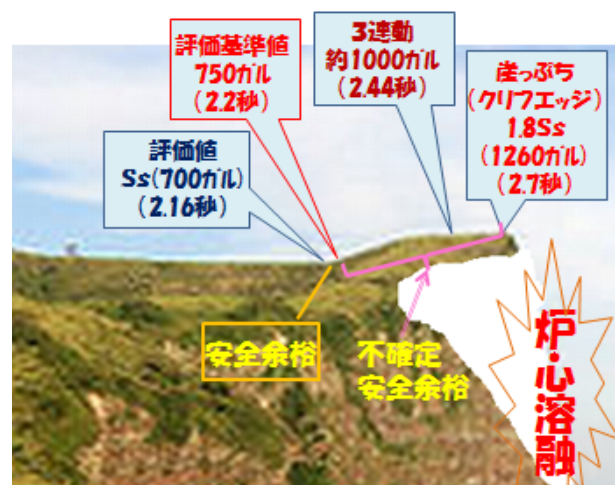 評価基準値
750ガル
(2.2秒)
3連動
約1000ガル
(2.44秒)
崖っぷち
(クリフエッジ)
1.8Ss
(1260ガル)
(2.7秒)
評価値
Ss(700ガル)
(2.16秒)
安全余裕
不確定
安全余裕
炉心溶融